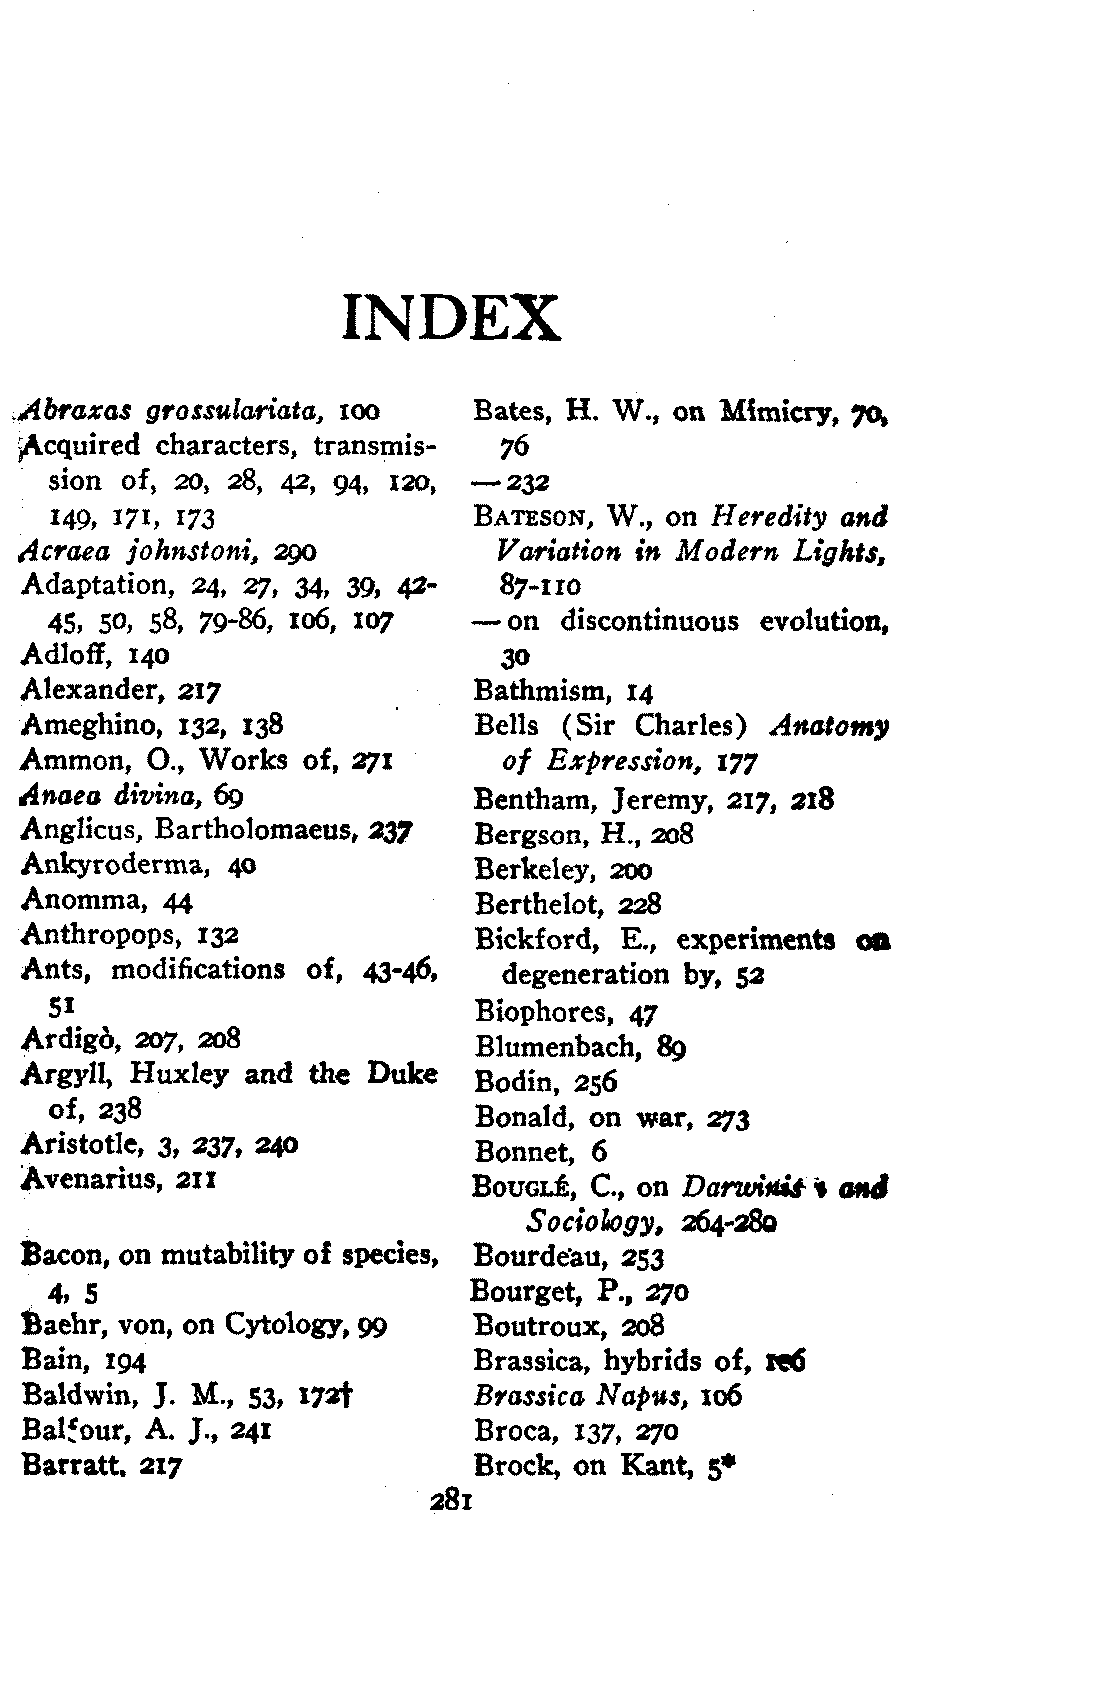 INDEX
Abraxas grossulariata, 100
Acquired characters, transmis-
sion of, 20, 28, 42, 94, 120,
149, 171, 173
Acraea johnstoni, 290
Adaptation, 24, 27, 34, 39, 42-
45, 50, 58, 79-86, 106, 107
Adloff, 140
Alexander, 217
Ameghino, 132, 138
Ammon, O., Works of, 271
Anaea divina, 69
Anglicus, Bartholomaeus, 237
Ankyroderma, 40
Anomma, 44
Anthropops, 132
Ants, modifications of, 43-46,
51
Ardigò, 207, 208
Argyll, Huxley and the Duke
of, 238
Aristotle, 3, 237, 240
Avenarius, 211
Bacon, on mutability of species,
4, 5
Baehr, von, on Cytology, 99
Bain, 194
Baldwin, J. M., 53, 172†
Balfour, A. J., 241
Barratt, 217
Bates, H. W., on Mimicry, 70,
76
— 232
BATESON, W., on Heredity and
Variation in Modern Lights,
87-110
— on discontinuous evolution,
30
Bathmism, 14
Bells (Sir Charles) Anatomy
of Expression, 177
Bentham, Jeremy, 217, 218
Bergson, H., 208
Berkeley, 200
Berthelot, 228
Bickford, E., experiments on
degeneration by, 52
Biophores, 47
Blumenbach, 89
Bodin, 256
Bonald, on war, 273
Bonnet, 6
BOUGLÉ, C., on and
Sociology, 264-280
Bourdeau, 253
Bourget, P., 270
Boutroux, 208
Brassica, hybrids of,
Brassica Napus, 106
Broca, 137, 270
Brock, on Kant, 5*
281